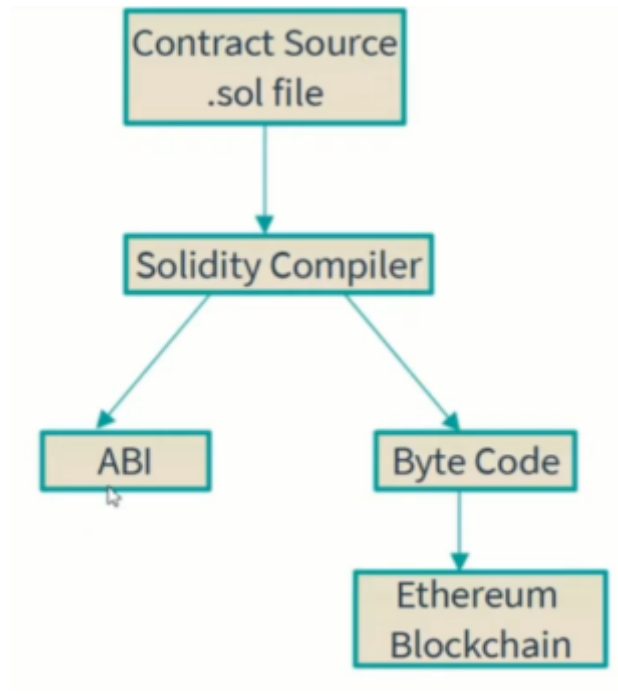 Contract Source
.sol file
Solidity Compiler
ABI
Byte Code
Ethereum
Blockchain